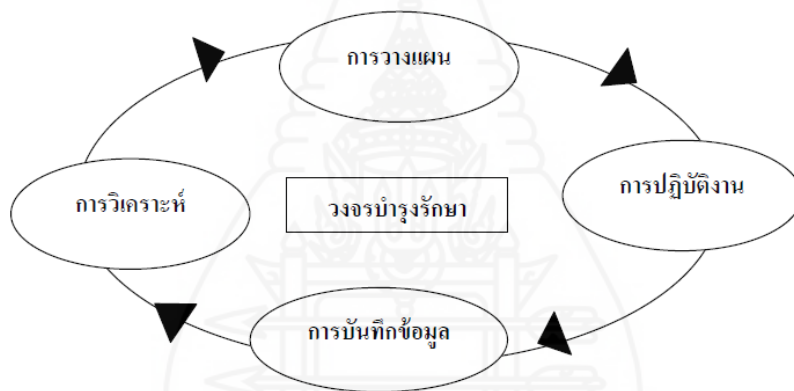 การวางแผน
การปฏิบัติงาน
การวิเคราะห์
วงจรบำรุงรักษา
การบันทึกข้อมูล